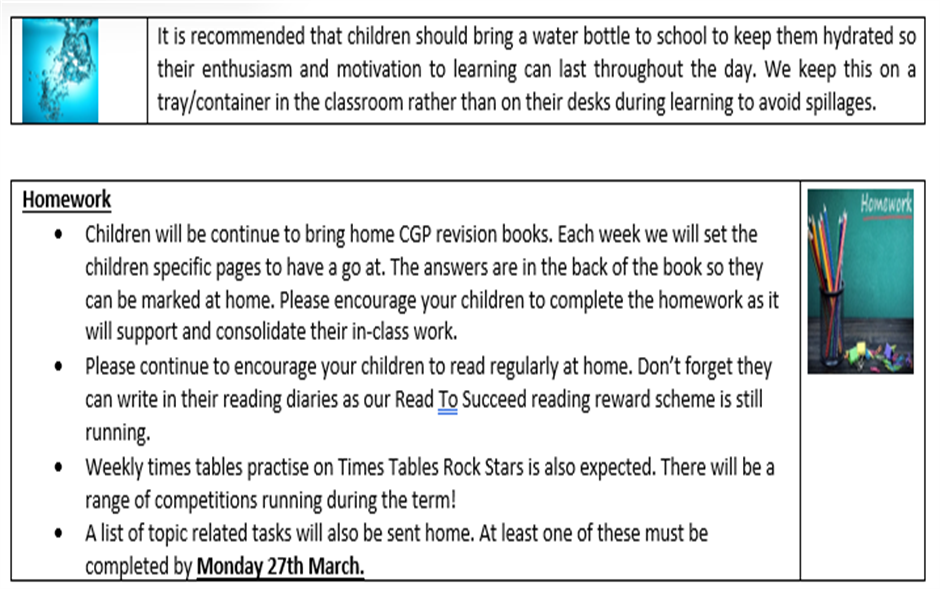 It is recommended that children should bring a water bottle to school to keep them hydrated so
their enthusiasm and motivation to learning can last throughout the day. We keep this on a
tray/container in the classroom rather than on their desks during learning to avoid spillages.
Homework
• Children will be continue to bring home CGP revision books. Each week we will set the
children specific pages to have a go at. The answers are in the back of the book so they
can be marked at home. Please encourage your children to complete the homework as it
will support and consolidate their in-class work.
• Please continue to encourage your children to read regularly at home. Don’t forget they
can write in their reading diaries as our Read To Succeed reading reward scheme is still
running.
• Weekly times tables practise on Times Tables Rock Stars is also expected. There will be a
range of competitions running during the term!
• A list of topic related tasks will also be sent home. At least one of these must be
completed by Monday 27th March.
Homework